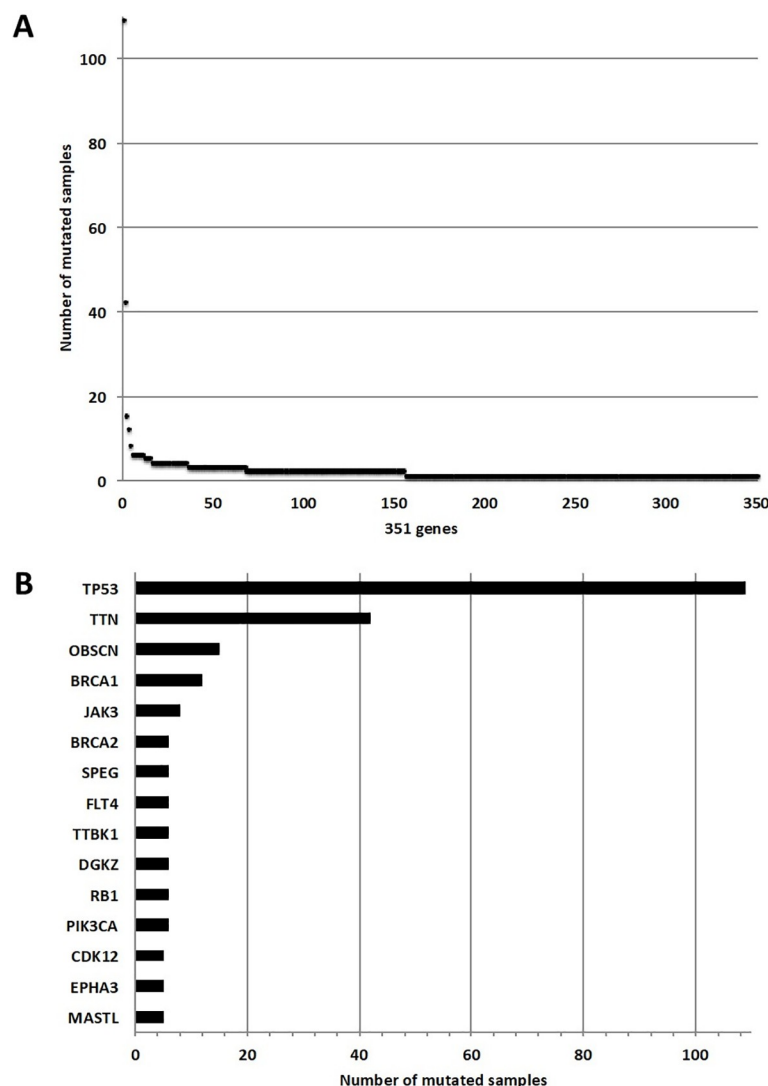 A
Number of mutated samples
100
80
60
40
20
0
0 50 100 150 200 250 300 350
351 genes
B
TP53
TTN
OBSCN
BRCA1
JAK3
BRCA2
SPEG
FLT4
TTBK1
DGKZ
RB1
PIK3CA
CDK12
EPHA3
MASTL
0 20 40 60 80 100
Number of mutated samples